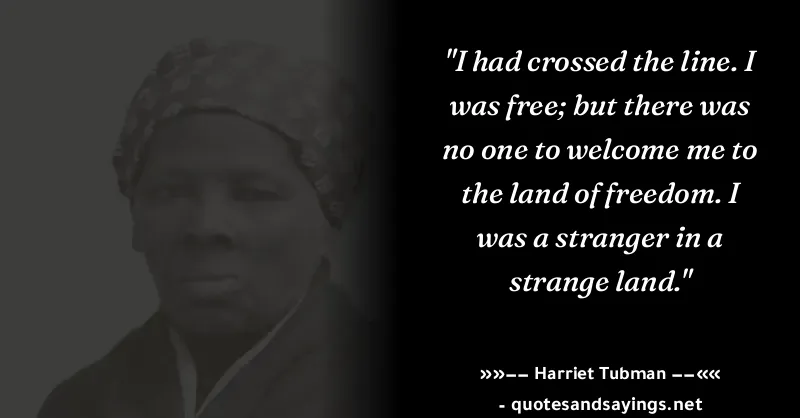 "I had crossed the line. I
was free; but there was
no one to welcome me to
the land of freedom. I
was a stranger in a
strange land."
»»–– Harriet Tubman ––««
- quotesandsayings.net